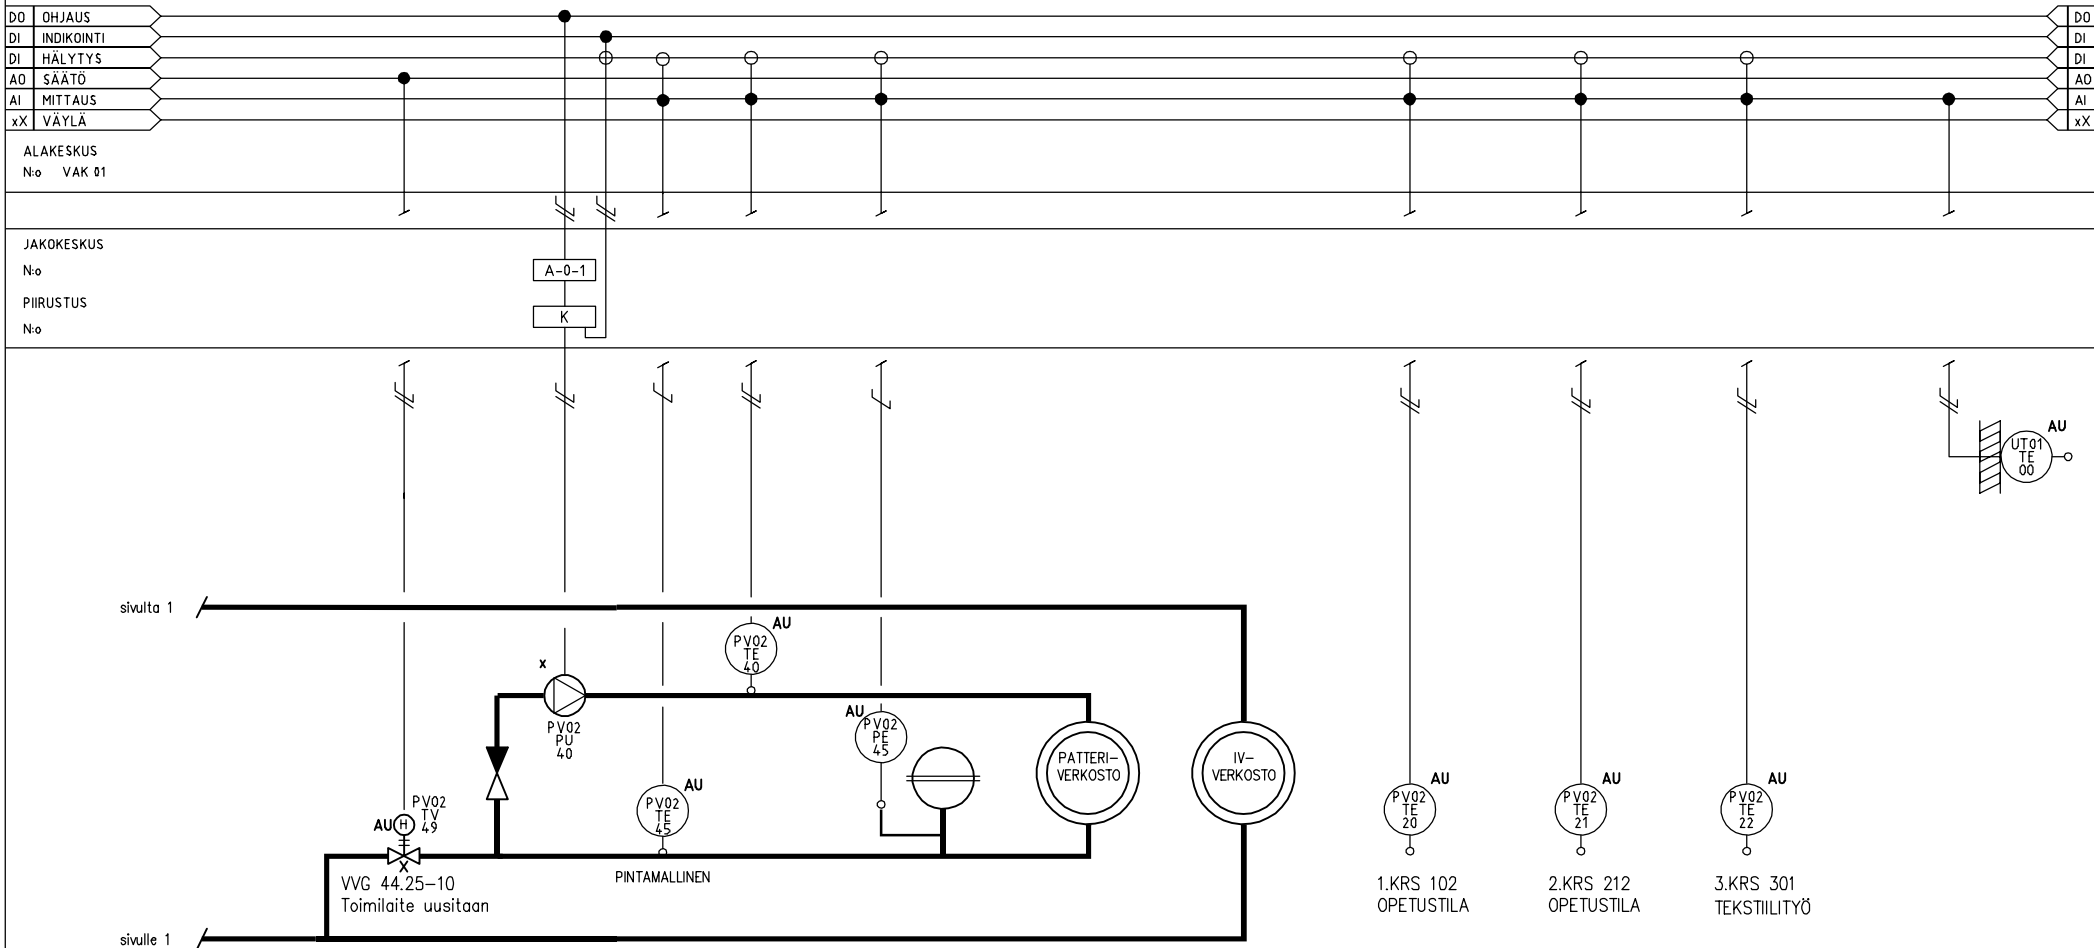 DO OHJAUS DO
DI INDIKOINTI DI
DI HÄLYTYS DI
AO SÄÄTÖ AO
AI MITTAUS AI
xX VÄYLÄ xX
ALAKESKUS
N:o VAK 01
JAKOKESKUS
N:o
A-0-1
PIIRUSTUS
K
N:o
AU
UT01
TE
00
sivulta 1
AU
PV02
TE
40
x
PV02
PU
40
AU
PV02
PE
45
PATTERI-
VERKOSTO
IV-
VERKOSTO
AU
PV02
TE
45
PV02
TV
49
AU H
AU
PV02
TE
20
AU
PV02
TE
21
AU
PV02
TE
22
X
VVG 44.25-10
Toimilaite uusitaan
PINTAMALLINEN
1.KRS 102
OPETUSTILA
2.KRS 212
OPETUSTILA
3.KRS 301
TEKSTIILITYÖ
sivulle 1